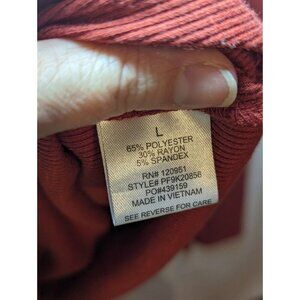 L
65% POLYESTER
30% RAYON
5% SPANDEX
RN# 120951
STYLE# PF9K20856
PO#439159
MADE IN VIETNAM
SEE REVERSE FOR CARE